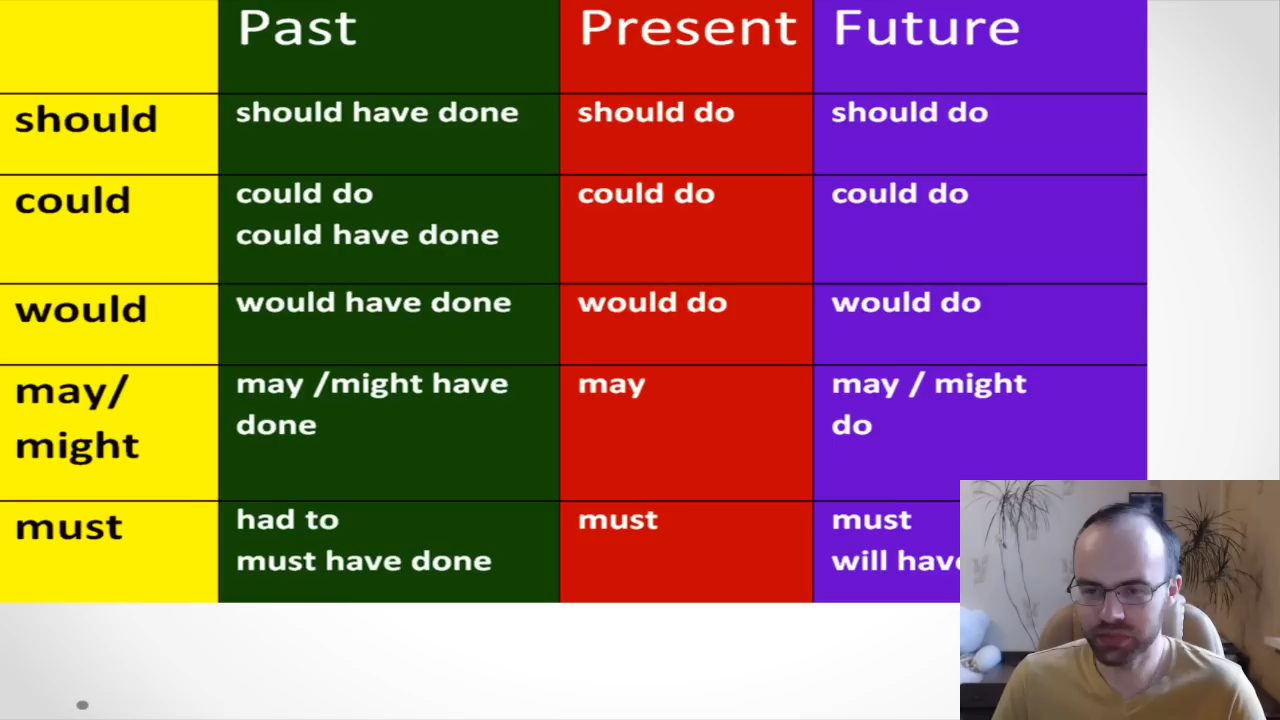 Past Present Future
should should have done should do should do
could could do could do could do
could have done
would would have done would do would do
may/ may /might have may may / might
might done do
must had to must must
must have done will